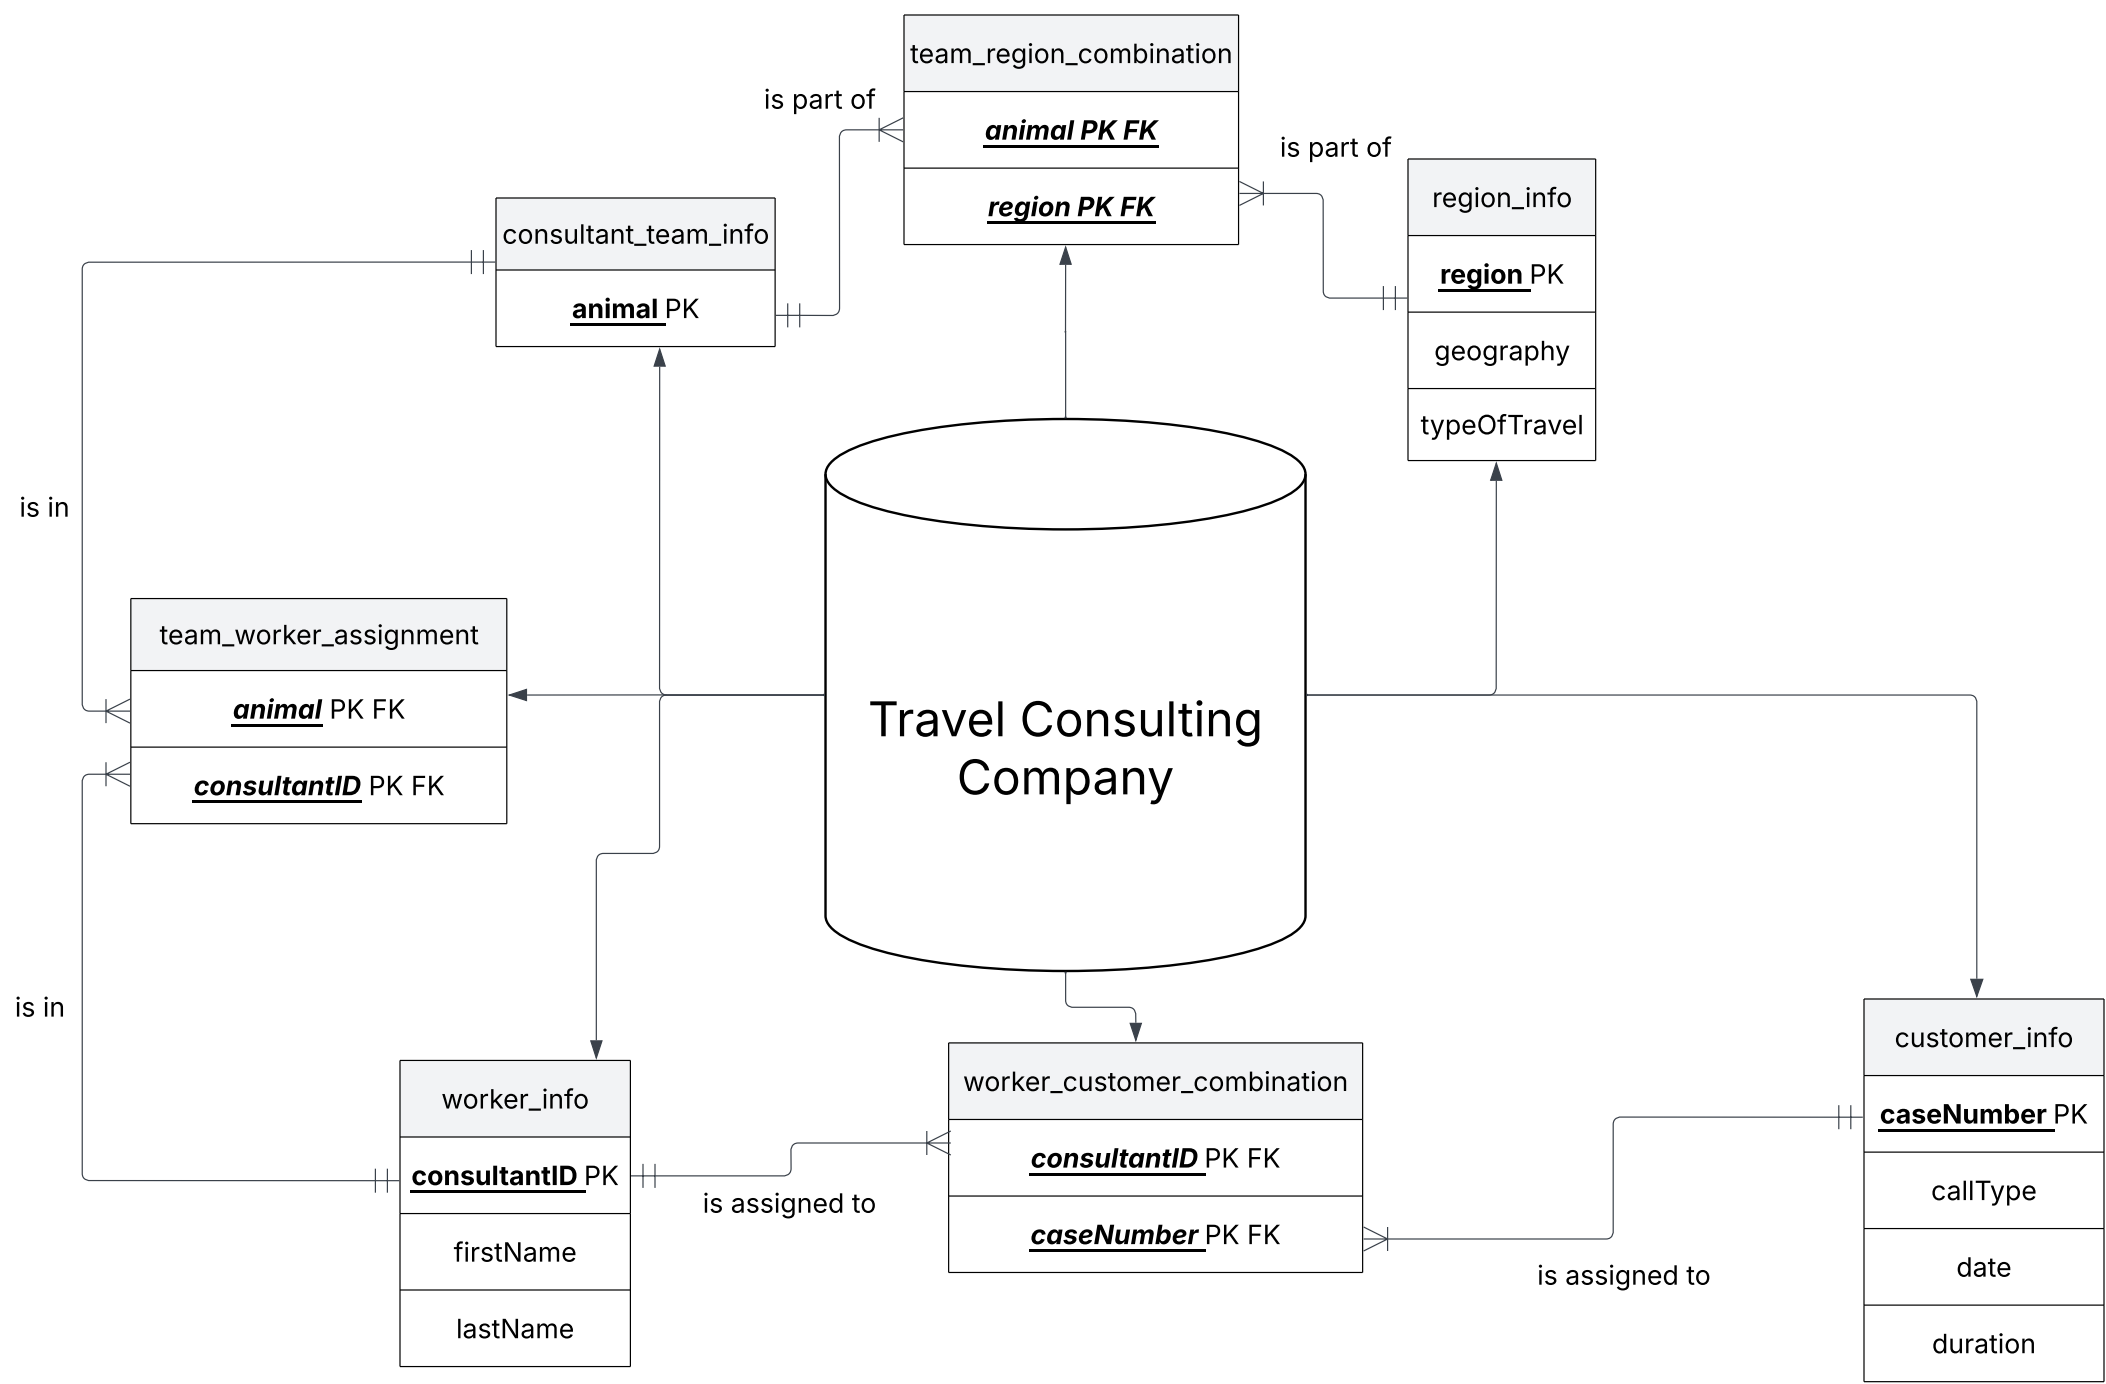 team_region_combination
animal PK FK
region PK FK
is part of
is part of
region_info
region PK
geography
typeOfTravel
consultant_team_info
animal PK
is in
team_worker_assignment
animal PK FK
consultantID PK FK
Travel Consulting
Company
is in
worker_info
consultantID PK
firstName
lastName
is assigned to
worker_customer_combination
consultantID PK FK
caseNumber PK FK
is assigned to
customer_info
caseNumber PK
callType
date
duration